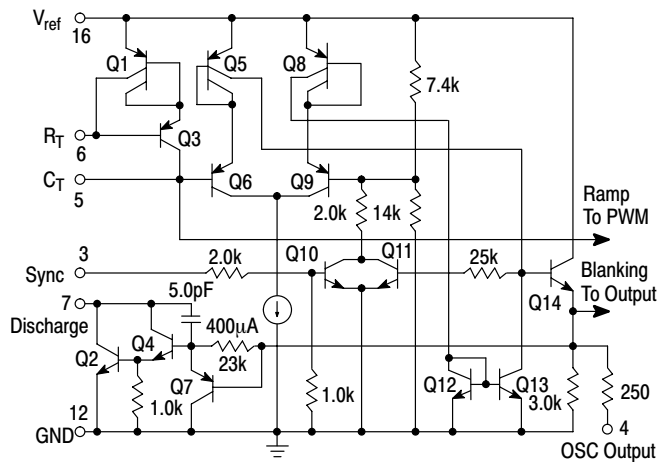 Vref
16
Q1
Q5
Q8
7.4k
RT
6
Q3
CT
5
Q6
Q9
2.0k
14k
Ramp
To PWM
3
Sync
2.0k
Q10
Q11
25k
Q14
Blanking
To Output
7
Discharge
5.0pF
400μA
Q4
Q2
23k
Q7
1.0k
1.0k
Q12
Q13
3.0k
250
12
GND
4
OSC Output